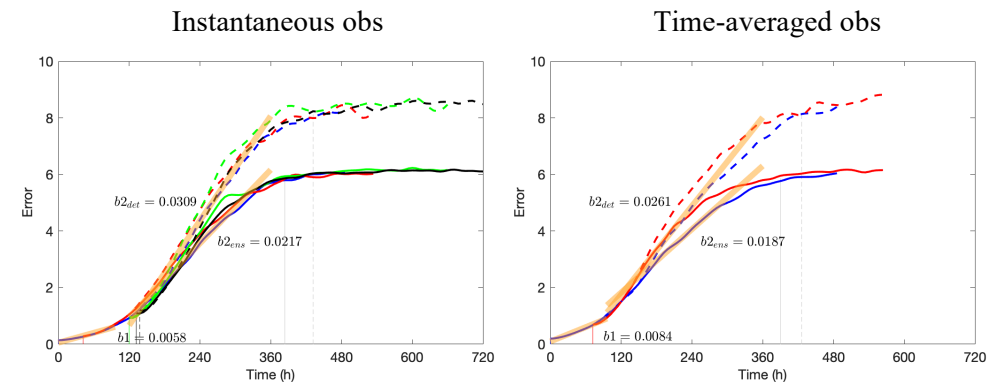 Instantaneous obs
Time-averaged obs
10
8
6
4
2
0
Error
b2det = 0.0309
b2ens = 0.0217
b1 = 0.0058
0 120 240 360 480 600 720
Time (h)
10
8
6
4
2
0
Error
b2det = 0.0261
b2ens = 0.0187
b1 = 0.0084
0 120 240 360 480 600 720
Time (h)